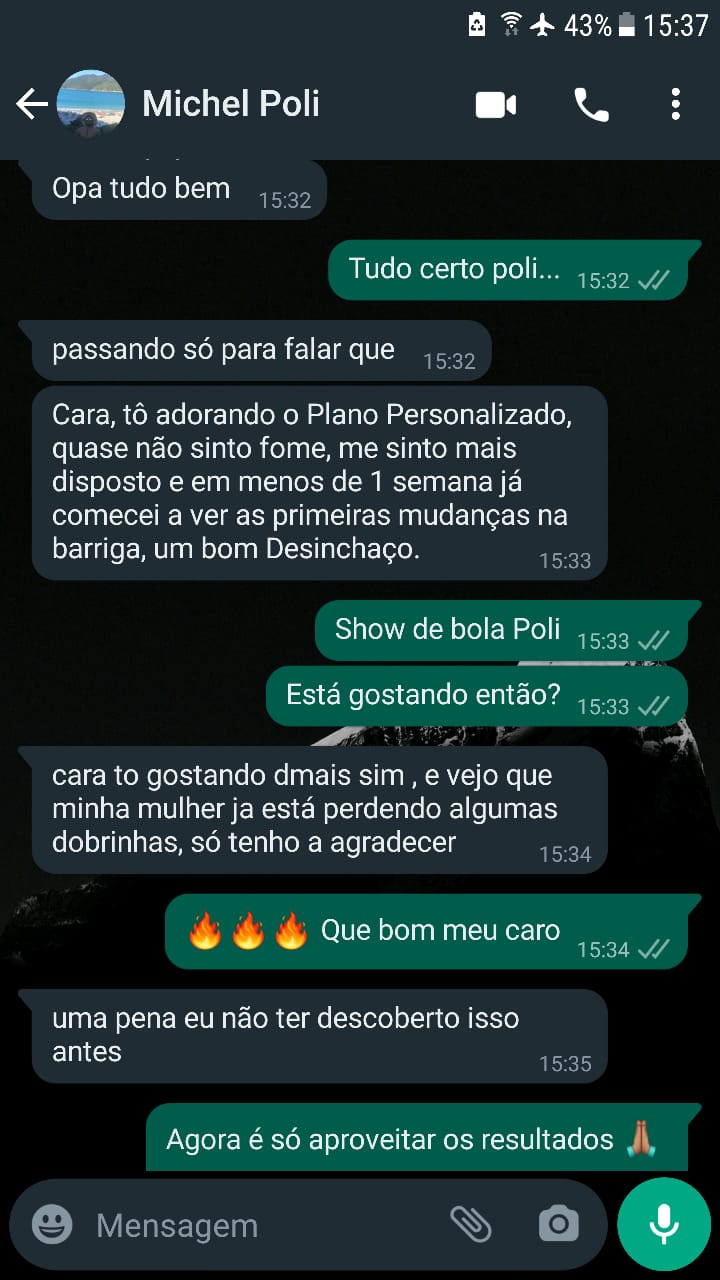 43% 15:37
Michel Poli
Opa tudo bem 15:32
Tudo certo poli... 15:32
passando só para falar que 15:32
Cara, tô adorando o Plano Personalizado,
quase não sinto fome, me sinto mais
disposto e em menos de 1 semana já
comecei a ver as primeiras mudanças na
barriga, um bom Desinchaço. 15:33
Show de bola Poli 15:33
Está gostando então? 15:33
cara to gostando dmais sim , e vejo que
minha mulher ja está perdendo algumas
dobrinhas, só tenho a agradecer 15:34
🔥🔥🔥 Que bom meu caro 15:34
uma pena eu não ter descoberto isso
antes 15:35
Agora é só aproveitar os resultados 🙏🏽
Mensagem